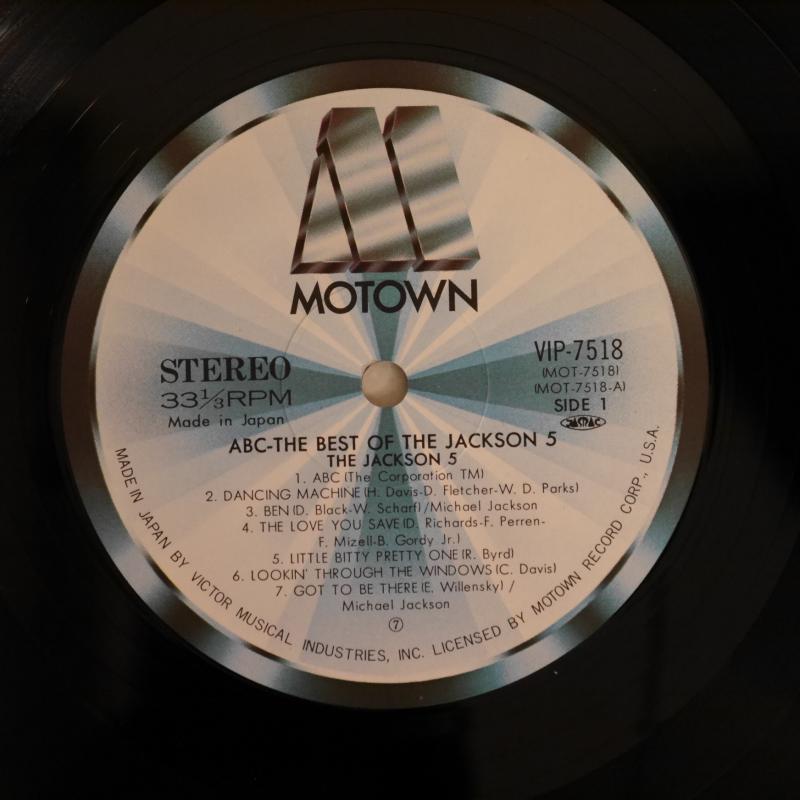 MOTOWN
STEREO
33⅓RPM
Made in Japan
VIP-7518
(MOT-7518)
(MOT-7518-A)
SIDE 1
JASRAC
ABC-THE BEST OF THE JACKSON 5
THE JACKSON 5
1. ABC (The Corporation TM)
2. DANCING MACHINE (H. Davis-D. Fletcher-W. D. Parks)
3. BEN (D. Black-W. Scharf)/Michael Jackson
4. THE LOVE YOU SAVE (D. Richards-F. Perren-
F. Mizell-B. Gordy Jr.)
5. LITTLE BITTY PRETTY ONE (R. Byrd)
6. LOOKIN' THROUGH THE WINDOWS (C. Davis)
7. GOT TO BE THERE (E. Willensky) /
Michael Jackson
⑦
MADE IN JAPAN BY VICTOR MUSICAL INDUSTRIES, INC. LICENSED BY MOTOWN RECORD CORP., U.S.A.